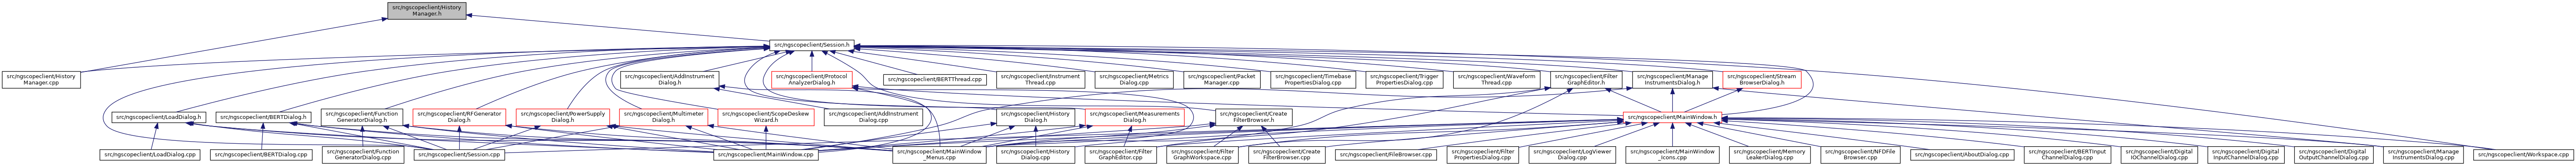 src/ngscopeclient/History
Manager.h
src/ngscopeclient/Session.h
src/ngscopeclient/History
Manager.cpp
src/ngscopeclient/AddInstrument
Dialog.h
src/ngscopeclient/Protocol
AnalyzerDialog.h
src/ngscopeclient/BERTThread.cpp
src/ngscopeclient/Instrument
Thread.cpp
src/ngscopeclient/Metrics
Dialog.cpp
src/ngscopeclient/Packet
Manager.cpp
src/ngscopeclient/Timebase
PropertiesDialog.cpp
src/ngscopeclient/Trigger
PropertiesDialog.cpp
src/ngscopeclient/Waveform
Thread.cpp
src/ngscopeclient/Filter
GraphEditor.h
src/ngscopeclient/Manage
InstrumentsDialog.h
src/ngscopeclient/Stream
BrowserDialog.h
src/ngscopeclient/LoadDialog.h
src/ngscopeclient/BERTDialog.h
src/ngscopeclient/Function
GeneratorDialog.h
src/ngscopeclient/RFGenerator
Dialog.h
src/ngscopeclient/PowerSupply
Dialog.h
src/ngscopeclient/Multimeter
Dialog.h
src/ngscopeclient/ScopeDeskew
Wizard.h
src/ngscopeclient/AddInstrument
Dialog.cpp
src/ngscopeclient/History
Dialog.h
src/ngscopeclient/Measurements
Dialog.h
src/ngscopeclient/Create
FilterBrowser.h
src/ngscopeclient/MainWindow.h
src/ngscopeclient/LoadDialog.cpp
src/ngscopeclient/BERTDialog.cpp
src/ngscopeclient/Function
GeneratorDialog.cpp
src/ngscopeclient/Session.cpp
src/ngscopeclient/MainWindow.cpp
src/ngscopeclient/MainWindow
_Menus.cpp
src/ngscopeclient/History
Dialog.cpp
src/ngscopeclient/Filter
GraphEditor.cpp
src/ngscopeclient/Filter
GraphWorkspace.cpp
src/ngscopeclient/Create
FilterBrowser.cpp
src/ngscopeclient/FileBrowser.cpp
src/ngscopeclient/Filter
PropertiesDialog.cpp
src/ngscopeclient/LogViewer
Dialog.cpp
src/ngscopeclient/MainWindow
_Icons.cpp
src/ngscopeclient/Memory
LeakerDialog.cpp
src/ngscopeclient/NFDFile
Browser.cpp
src/ngscopeclient/AboutDialog.cpp
src/ngscopeclient/BERTInput
ChannelDialog.cpp
src/ngscopeclient/Digital
IOChannelDialog.cpp
src/ngscopeclient/Digital
InputChannelDialog.cpp
src/ngscopeclient/Digital
OutputChannelDialog.cpp
src/ngscopeclient/Manage
InstrumentsDialog.cpp
src/ngscopeclient/Workspace.cpp